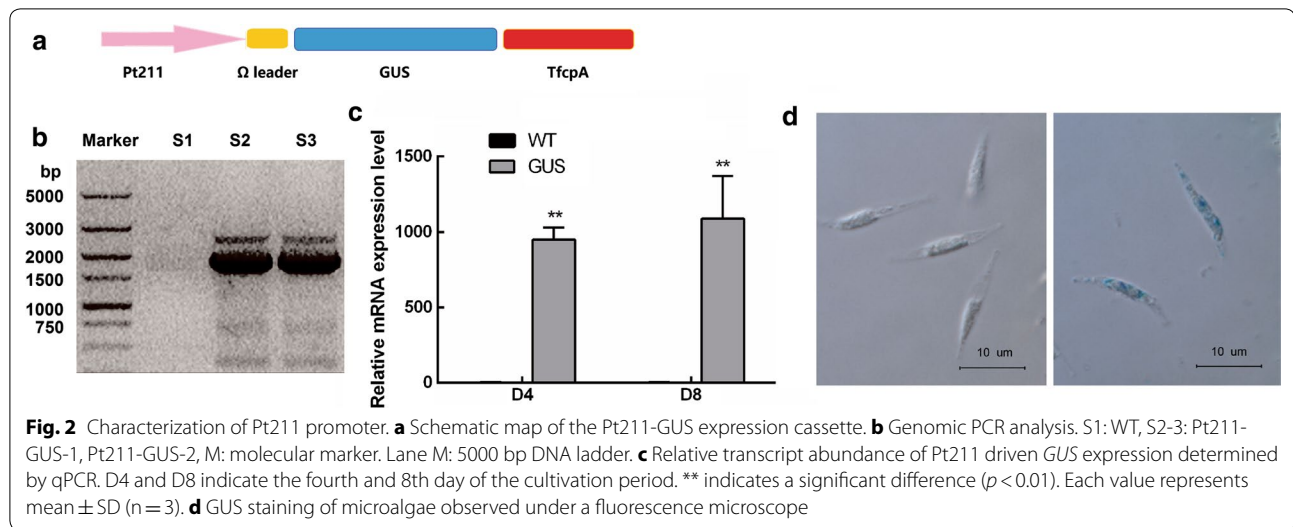 a
Pt211 Ω leader GUS TfcpA
b
Marker S1 S2 S3
bp
5000
3000
2000
1500
1000
750
c
WT
GUS
Relative mRNA expression level
1500
1000
500
0
** **
D4 D8
d
10 um 10 um
Fig. 2 Characterization of Pt211 promoter. a Schematic map of the Pt211-GUS expression cassette. b Genomic PCR analysis. S1: WT, S2-3: Pt211-
GUS-1, Pt211-GUS-2, M: molecular marker. Lane M: 5000 bp DNA ladder. c Relative transcript abundance of Pt211 driven GUS expression determined
by qPCR. D4 and D8 indicate the fourth and 8th day of the cultivation period. ** indicates a significant difference (p < 0.01). Each value represents
mean ± SD (n = 3). d GUS staining of microalgae observed under a fluorescence microscope